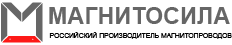 МАГНИТОСИЛА
РОССИЙСКИЙ ПРОИЗВОДИТЕЛЬ МАГНИТОПРОВОДОВ